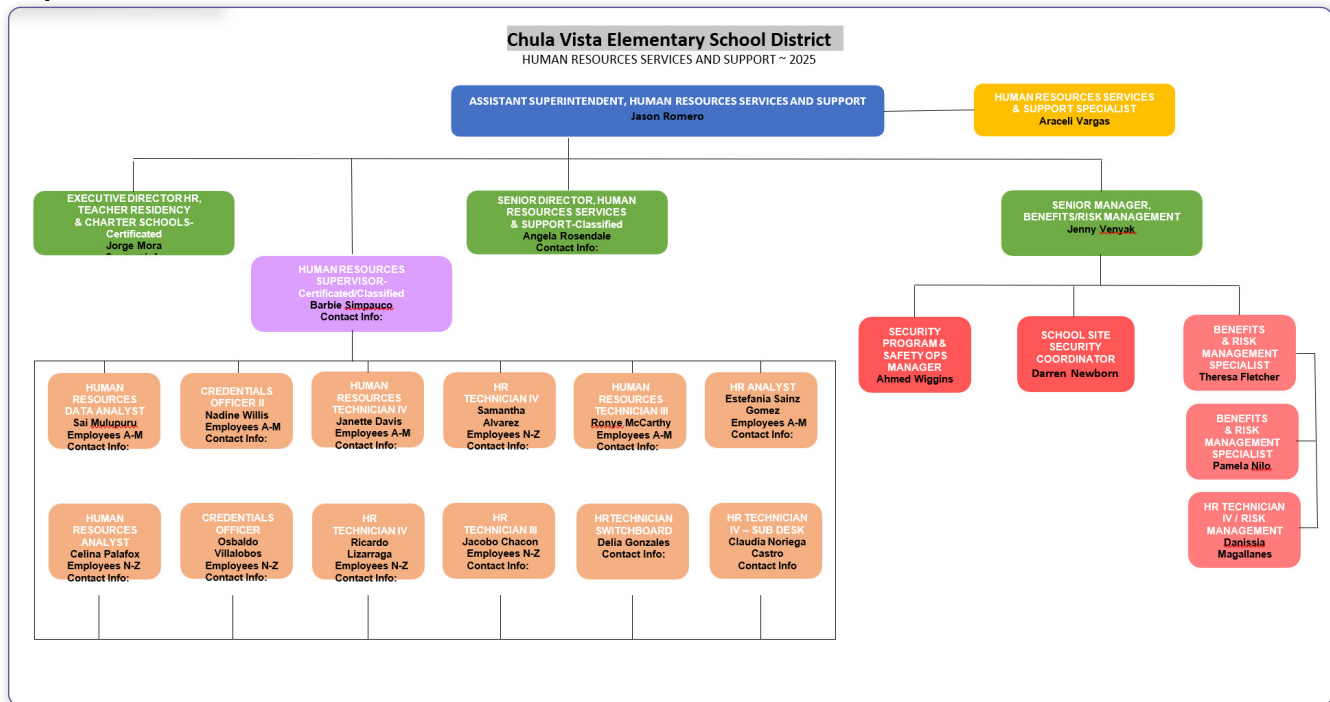 Chula Vista Elementary School District
HUMAN RESOURCES SERVICES AND SUPPORT ~ 2025
ASSISTANT SUPERINTENDENT, HUMAN RESOURCES SERVICES AND SUPPORT
Jason Romero
HUMAN RESOURCES SERVICES
& SUPPORT SPECIALIST
Araceli Vargas
EXECUTIVE DIRECTOR HR,
TEACHER RESIDENCY
& CHARTER SCHOOLS-
Certificated
Jorge Mora
SENIOR DIRECTOR, HUMAN
RESOURCES SERVICES
& SUPPORT-Classified
Angela Rosendale
Contact Info:
SENIOR MANAGER,
BENEFITS/RISK MANAGEMENT
Jenny Venyak
HUMAN RESOURCES
SUPERVISOR-
Certificated/Classified
Barbie Simpauco
Contact Info:
SECURITY
PROGRAM &
SAFETY OPS
MANAGER
Ahmed Wiggins
SCHOOL SITE
SECURITY
COORDINATOR
Darren Newborn
BENEFITS
& RISK
MANAGEMENT
SPECIALIST
Theresa Fletcher
HUMAN
RESOURCES
DATA ANALYST
Sai Mulupuru
Employees A-M
Contact Info:
CREDENTIALS
OFFICER II
Nadine Willis
Employees A-M
Contact Info:
HUMAN
RESOURCES
TECHNICIAN IV
Janette Davis
Employees A-M
Contact Info:
HR
TECHNICIAN IV
Samantha
Alvarez
Employees N-Z
Contact Info:
HUMAN
RESOURCES
TECHNICIAN III
Ronye McCarthy
Employees A-M
Contact Info:
HR ANALYST
Estefania Sainz
Gomez
Employees A-M
Contact Info:
BENEFITS
& RISK
MANAGEMENT
SPECIALIST
Pamela Nilo
HUMAN
RESOURCES
ANALYST
Celina Palafox
Employees N-Z
Contact Info:
CREDENTIALS
OFFICER
Osbaldo
Villalobos
Employees N-Z
Contact Info:
HR
TECHNICIAN IV
Ricardo
Lizarraga
Employees N-Z
Contact Info:
HR
TECHNICIAN III
Jacobo Chacon
Employees N-Z
Contact Info:
HR TECHNICIAN
SWITCHBOARD
Delia Gonzales
Contact Info:
HR TECHNICIAN
IV – SUB DESK
Claudia Noriega
Castro
Contact Info
HR TECHNICIAN
IV / RISK
MANAGEMENT
Danissia
Magallanes